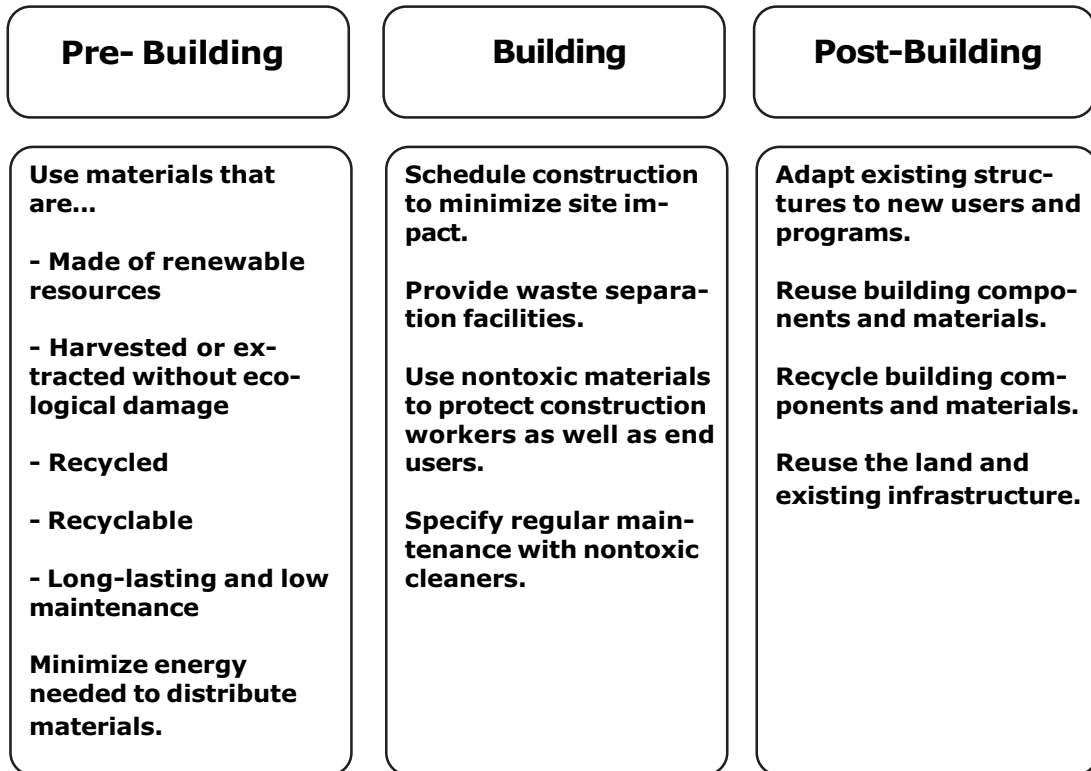 Pre- Building
Use materials that
are...
- Made of renewable
resources
- Harvested or ex-
tracted without eco-
logical damage
- Recycled
- Recyclable
- Long-lasting and low
maintenance
Minimize energy
needed to distribute
materials.
Building
Schedule construction
to minimize site im-
pact.
Provide waste separa-
tion facilities.
Use nontoxic materials
to protect construction
workers as well as end
users.
Specify regular main-
tenance with nontoxic
cleaners.
Post-Building
Adapt existing struc-
tures to new users and
programs.
Reuse building compo-
nents and materials.
Recycle building com-
ponents and materials.
Reuse the land and
existing infrastructure.